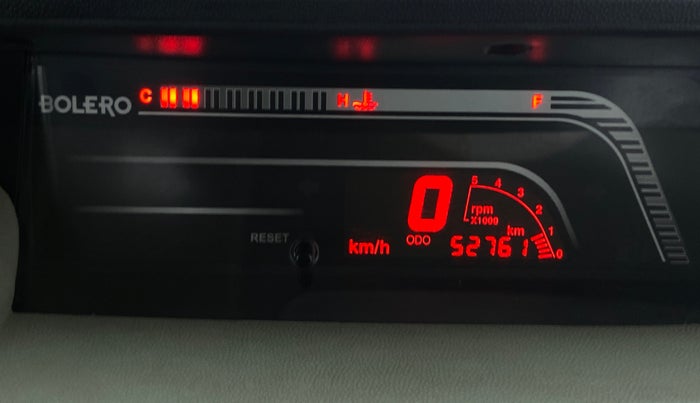 BOLERO C H F
0 5 4 3 2 1 0
rpm
X1000
km
RESET km/h ODO 52761